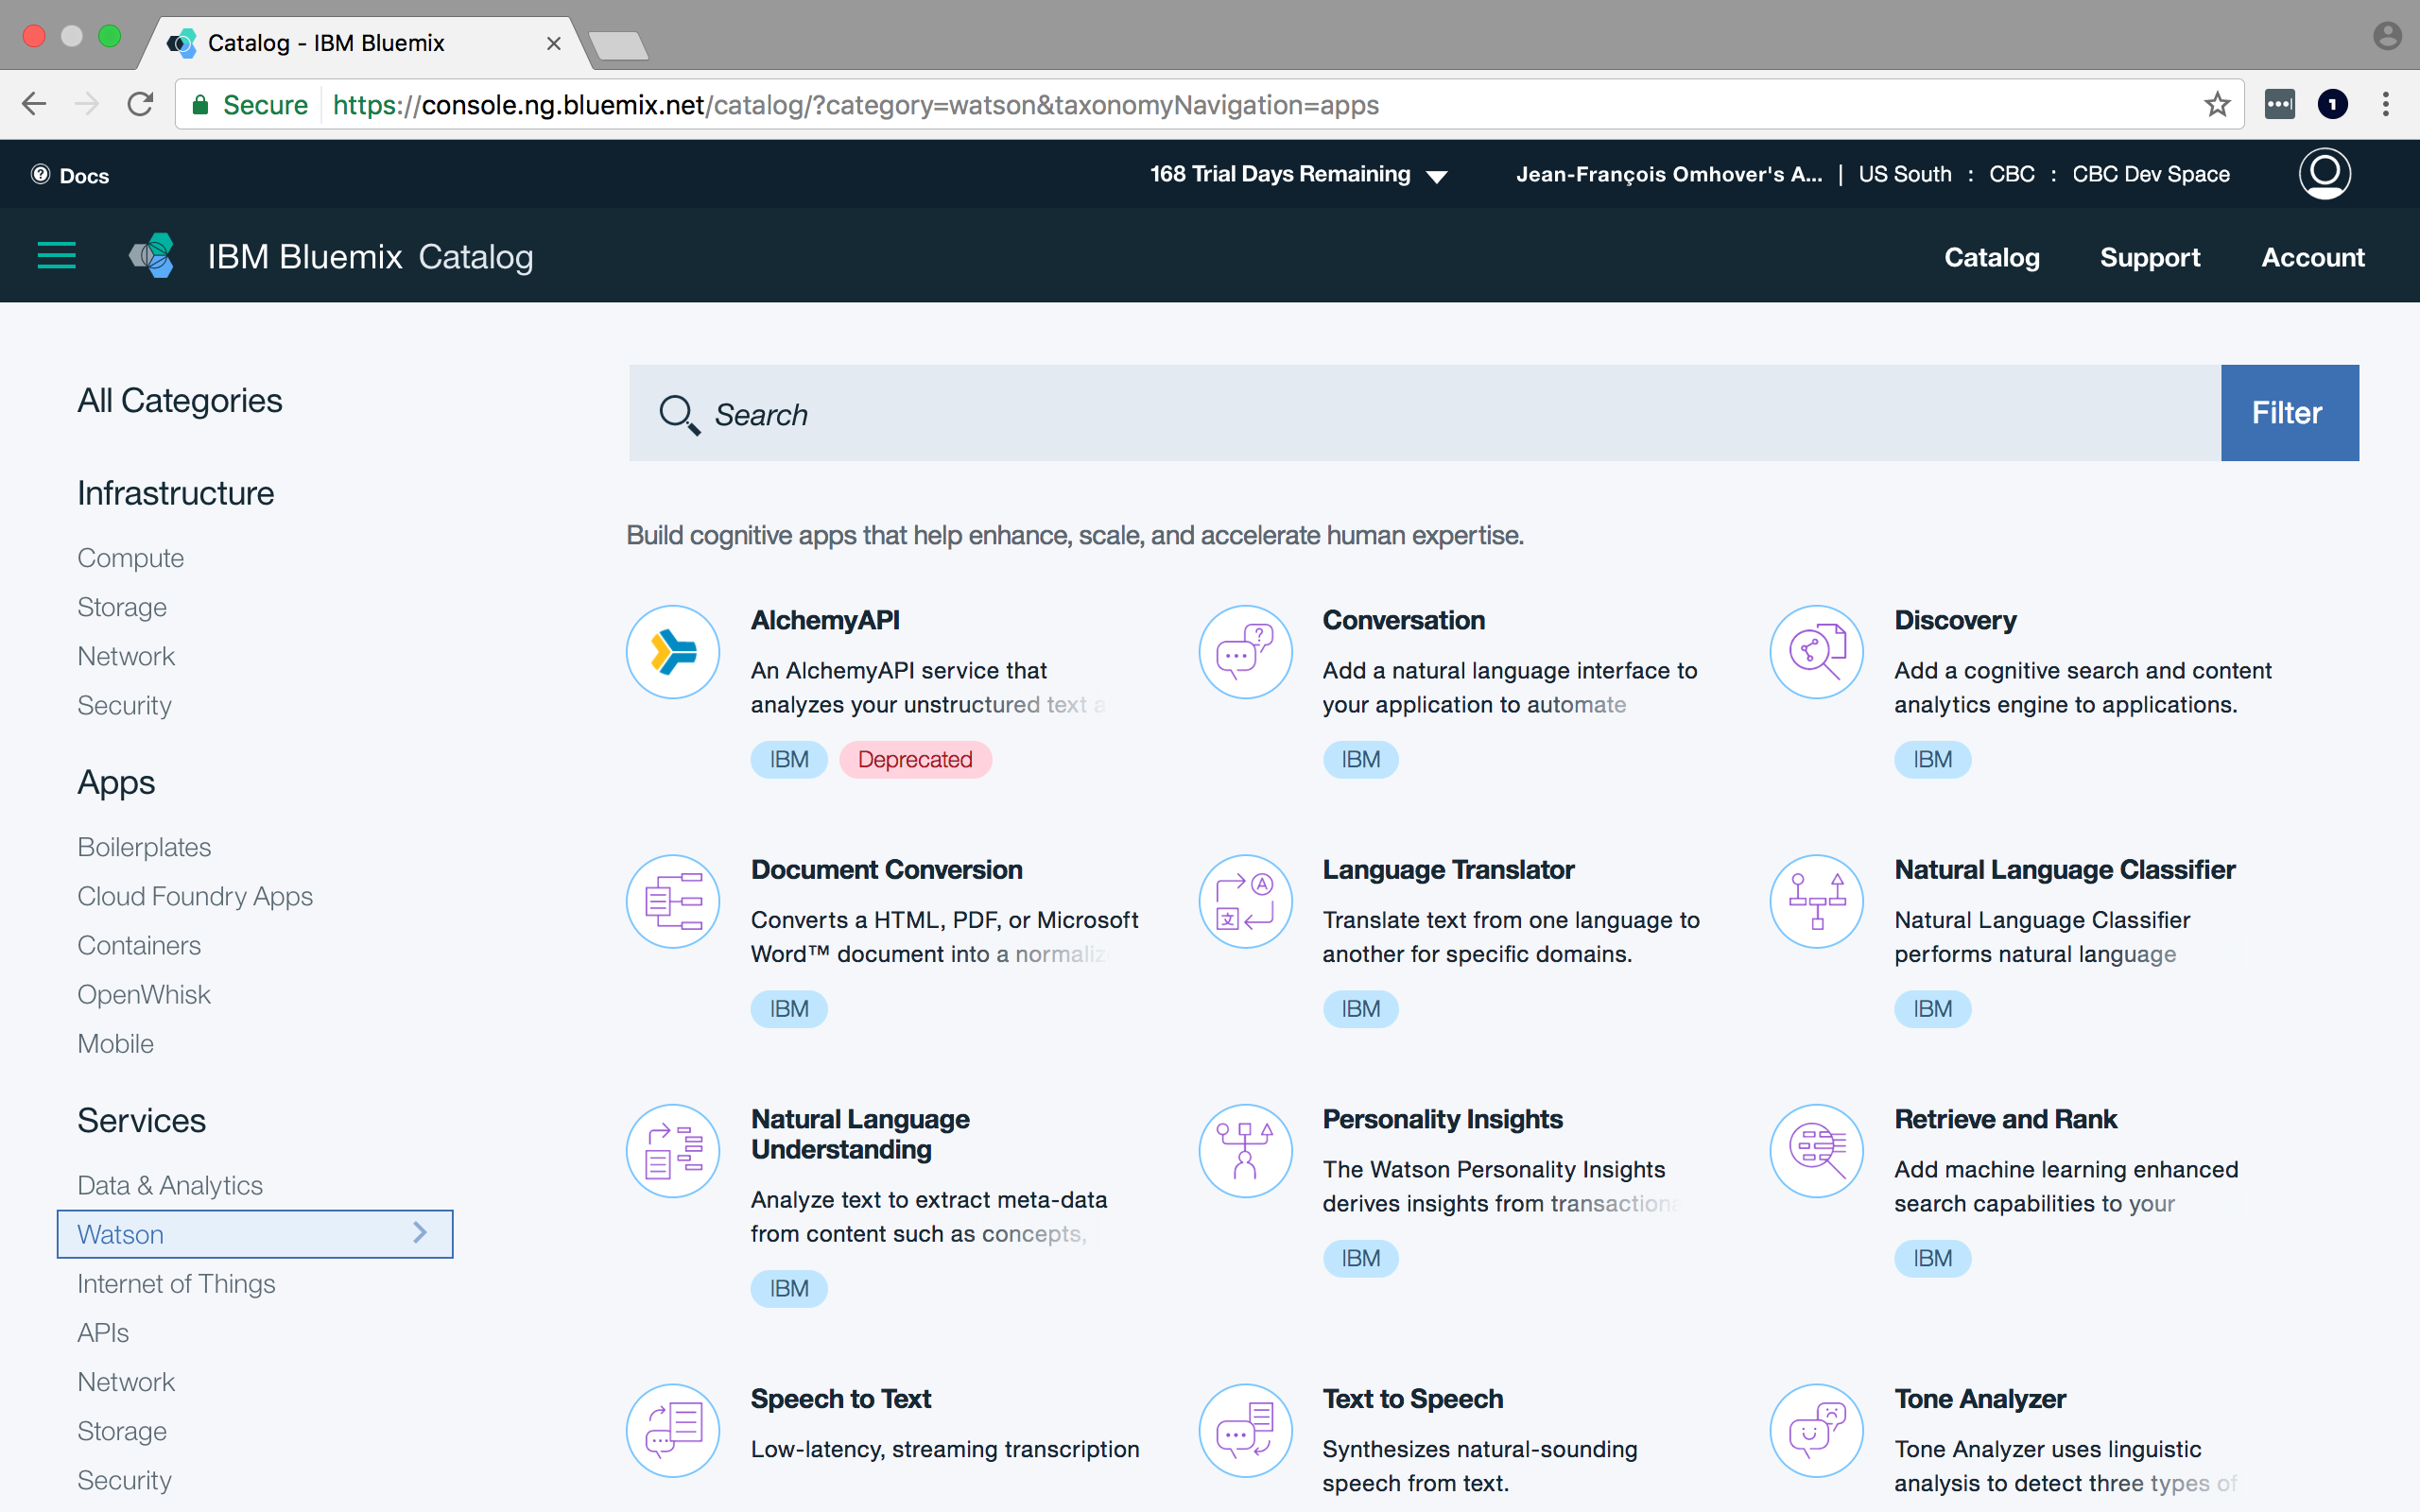 Catalog - IBM Bluemix
Secure https://console.ng.bluemix.net/catalog/?category=watson&taxonomyNavigation=apps
1
Docs
168 Trial Days Remaining
Jean-François Omhover's A... | US South : CBC : CBC Dev Space
IBM Bluemix Catalog
Catalog
Support
Account
All Categories
Infrastructure
Compute
Storage
Network
Security
Apps
Boilerplates
Cloud Foundry Apps
Containers
OpenWhisk
Mobile
Services
Data & Analytics
Watson
Internet of Things
APIs
Network
Storage
Security
Search
Filter
Build cognitive apps that help enhance, scale, and accelerate human expertise.
AlchemyAPI
An AlchemyAPI service that
analyzes your unstructured text a
IBM Deprecated
Conversation
Add a natural language interface to
your application to automate
IBM
Discovery
Add a cognitive search and content
analytics engine to applications.
IBM
Document Conversion
Converts a HTML, PDF, or Microsoft
Word™ document into a normaliz
IBM
Language Translator
Translate text from one language to
another for specific domains.
IBM
Natural Language Classifier
Natural Language Classifier
performs natural language
IBM
Natural Language
Understanding
Analyze text to extract meta-data
from content such as concepts,
IBM
Personality Insights
The Watson Personality Insights
derives insights from transactiona
IBM
Retrieve and Rank
Add machine learning enhanced
search capabilities to your
IBM
Speech to Text
Low-latency, streaming transcription
Text to Speech
Synthesizes natural-sounding
speech from text.
Tone Analyzer
Tone Analyzer uses linguistic
analysis to detect three types of